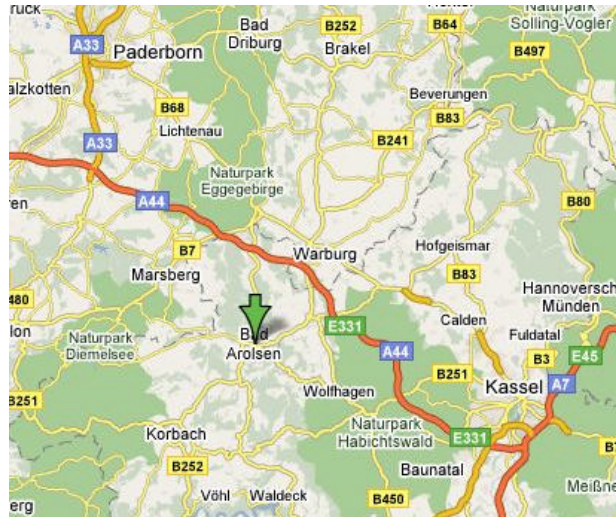 ruck
A33
Paderborn
Bad
Driburg
B252
Brakel
B64
Naturpark
Solling-Vogler
B497
alzkotten
B68
Lichtenau
Beverungen
B83
B241
A33
Naturpark
Eggegebirge
ren
A44
B80
B7
Warburg
Hofgeismar
Marsberg
B83
Hannoversch
Münden
480
lon
Naturpark
Diemelsee
Bad
Arolsen
E331
Calden
Fuldatal
A44
B3
E45
B251
A7
Kassel
Wolfhagen
B251
Naturpark
Habichtswald
Korbach
E331
B252
Baunatal
B7
Meißne
Vöhl
Waldeck
B450
erg